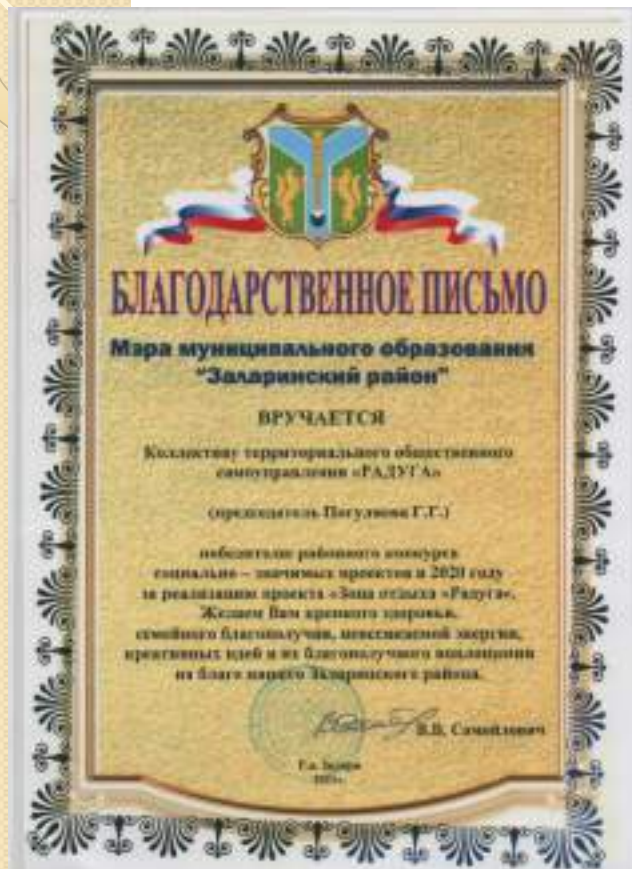 БЛАГОДАРСТВЕННОЕ ПИСЬМО
Мэра муниципального образования
"Заларинский район"
ВРУЧАЕТСЯ
Коллективу территориального общественного
самоуправления «РАДУГА»
(председатель Г.Г.)
победителю районного конкурса
социально – значимых проектов в 2020 году
за реализацию проекта «Зона отдыха «Радуга».
Желаем Вам крепкого здоровья,
семейного благополучия, неиссякаемой энергии,
креативных идей и их благополучного воплощения
на благо нашего Заларинского района.
В.В. Самойлович